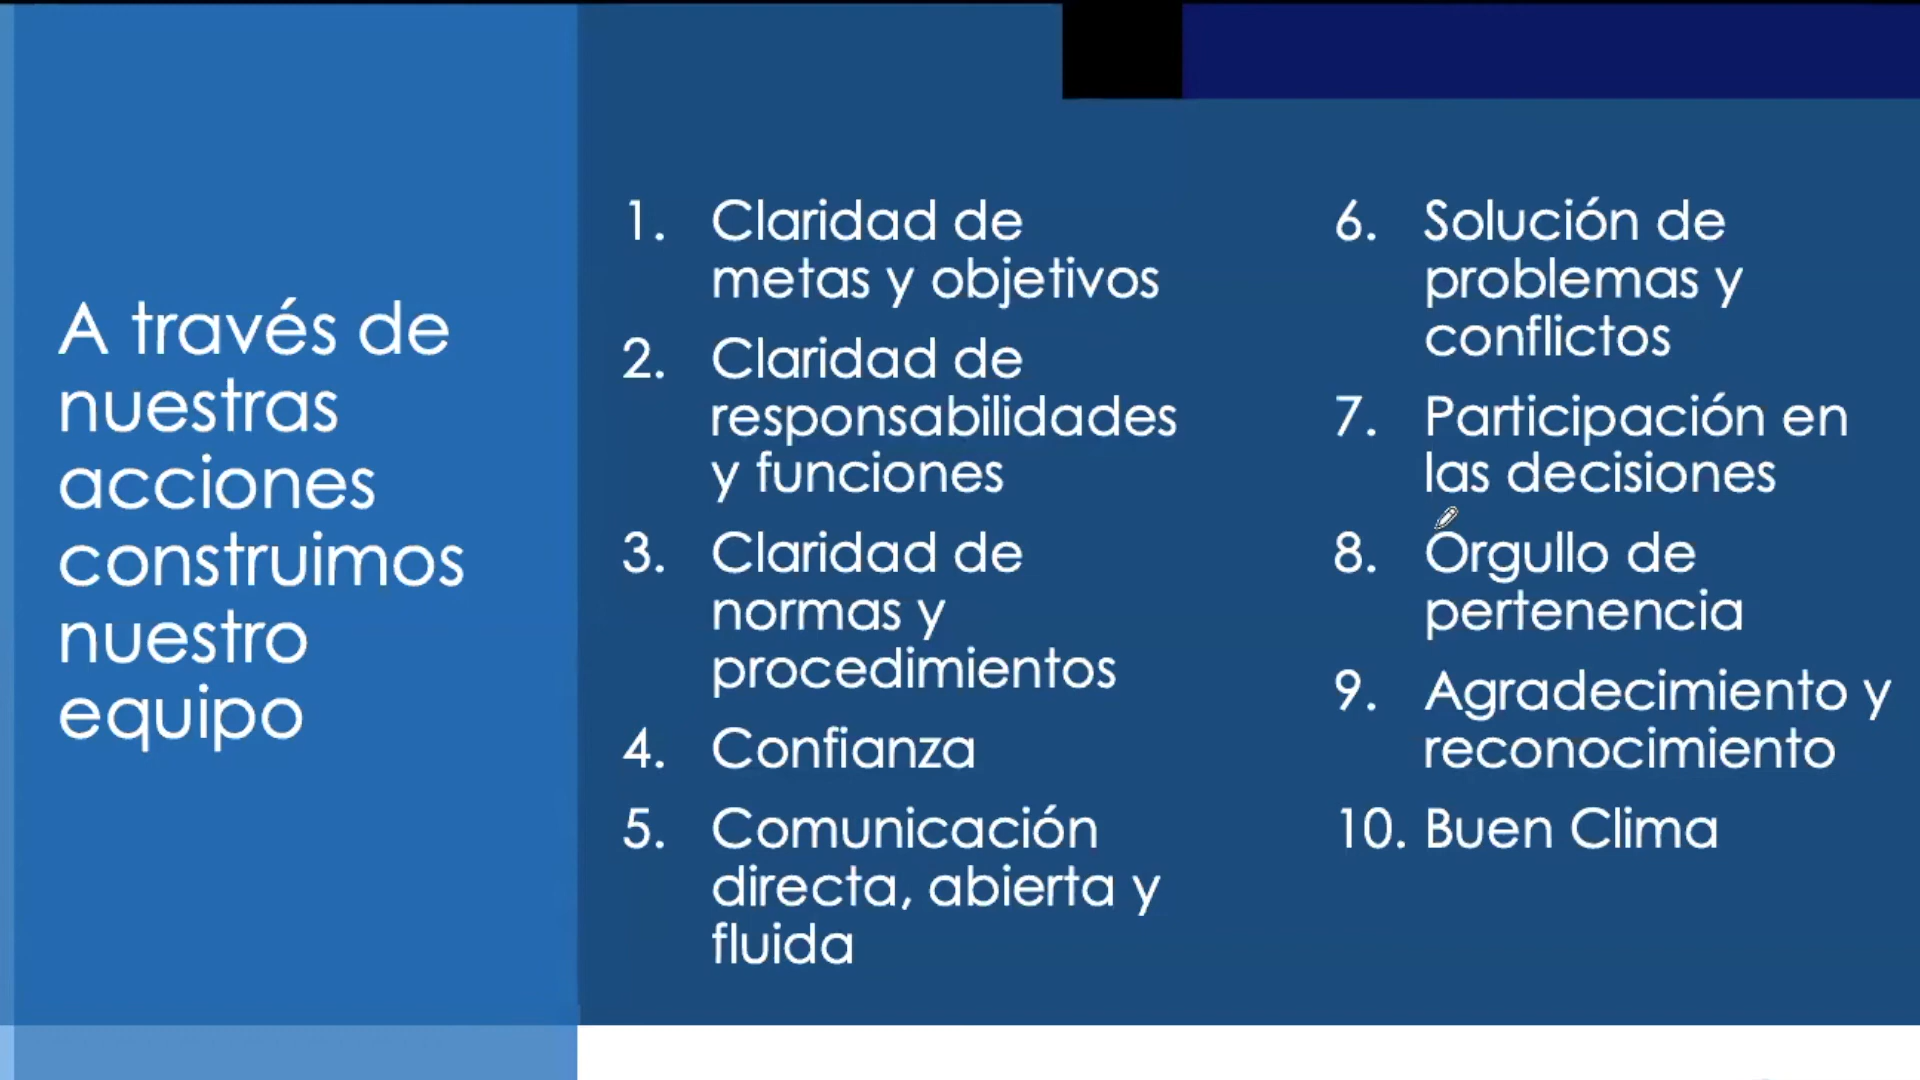 A través de
nuestras
acciones
construimos
nuestro
equipo
1. Claridad de
metas y objetivos
2. Claridad de
responsabilidades
y funciones
3. Claridad de
normas y
procedimientos
4. Confianza
5. Comunicación
directa, abierta y
fluida
6. Solución de
problemas y
conflictos
7. Participación en
las decisiones
8. Orgullo de
pertenencia
9. Agradecimiento y
reconocimiento
10. Buen Clima